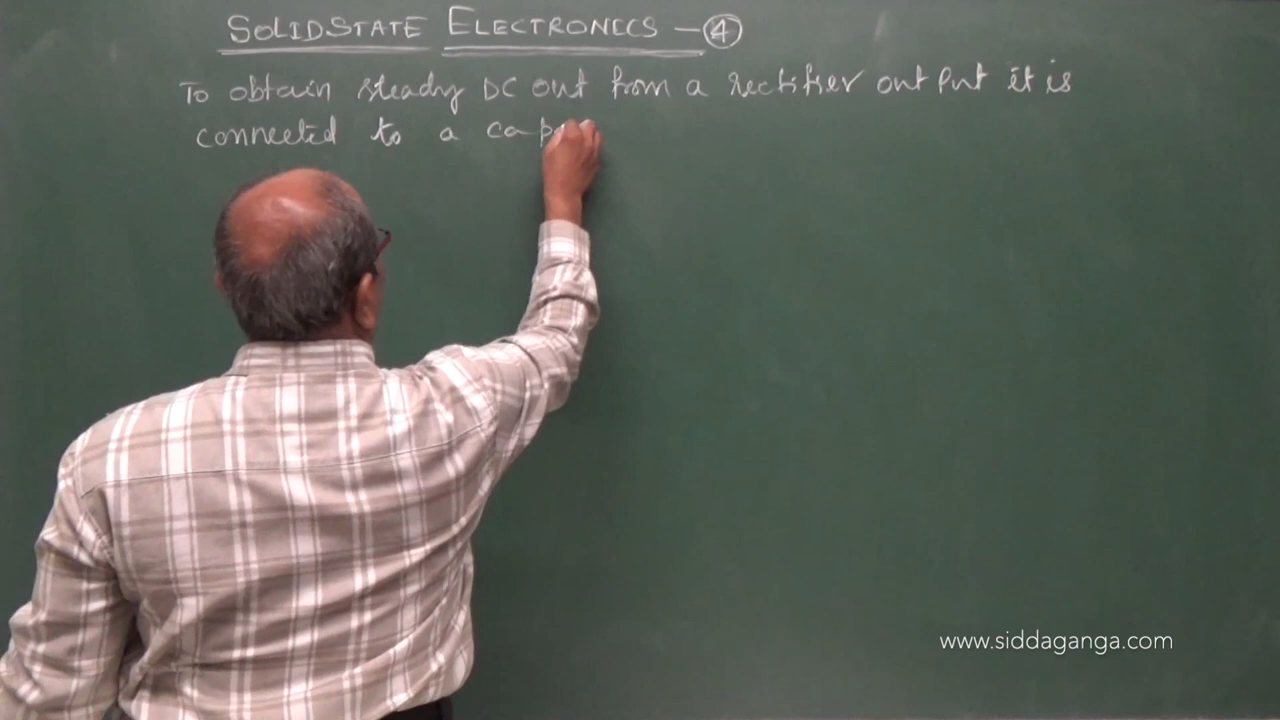 SOLIDSTATE ELECTRONICS - 4
To obtain steady DC out from a rectifier out put it is
connected to a cap
www.siddaganga.com